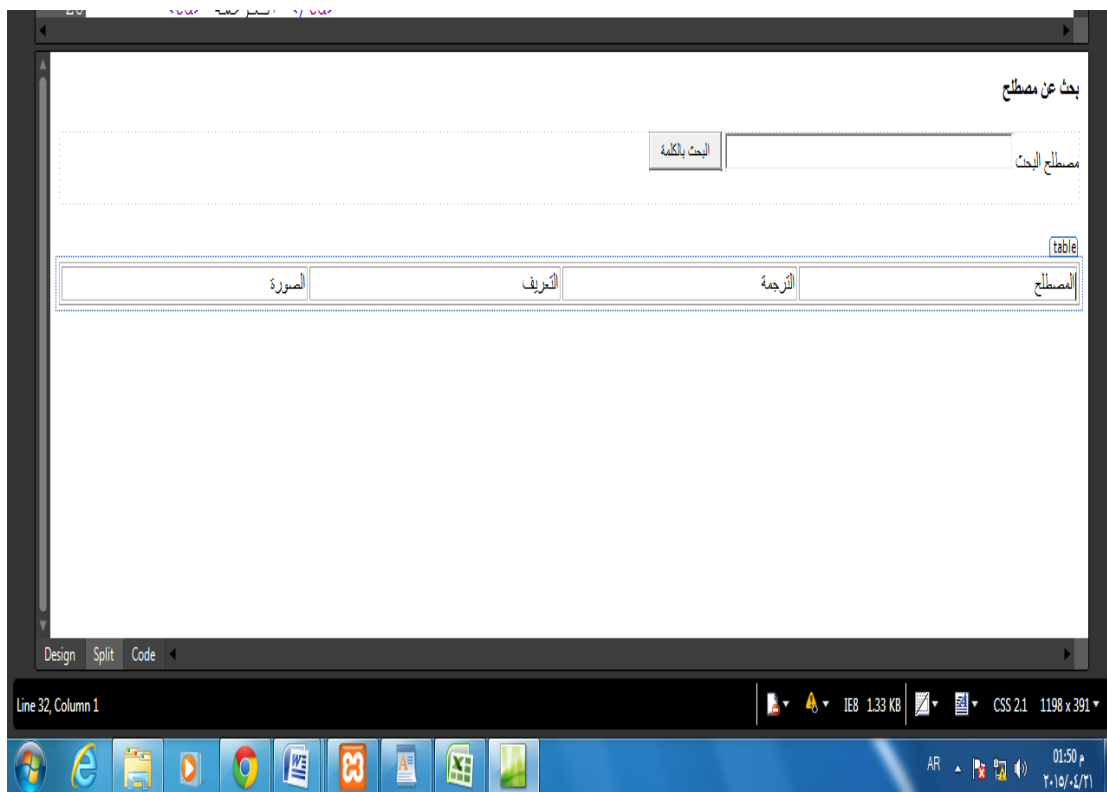 بحث عن مصطلح
مصطلح البحث البحث بالكلمة
table
المصطلح الترجمة التعريف الصورة
Design Split Code
Line 32, Column 1 IE8 1.33 KB CSS 2.1 1198 x 391
AR 01:50 م
٢٠١٥/٠٤/٢١